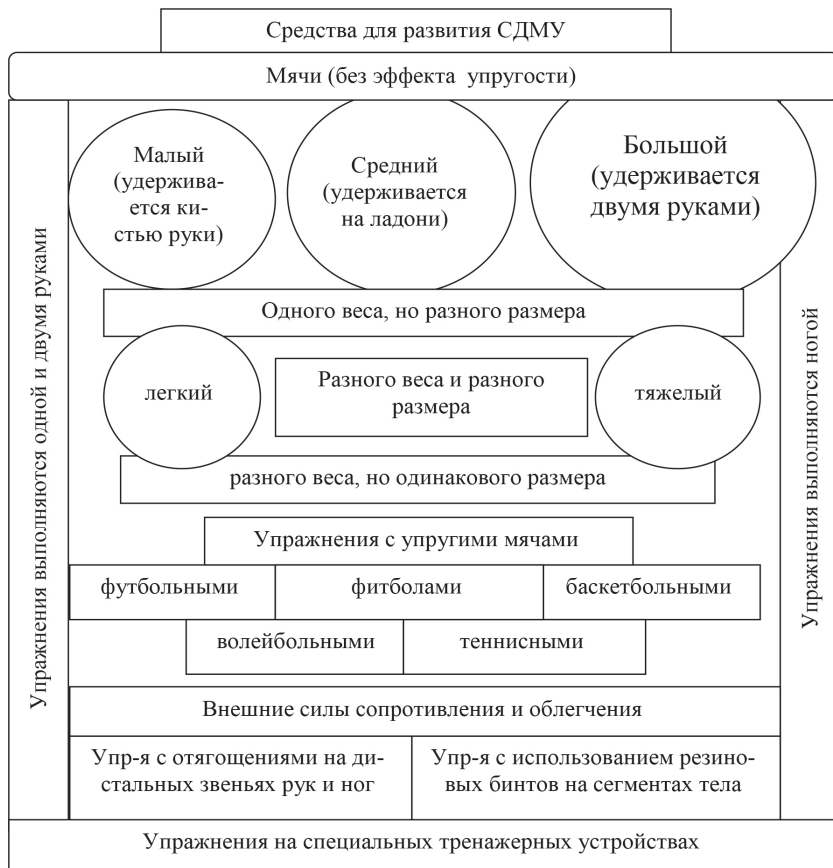 Средства для развития СДМУ
Мячи (без эффекта упругости)
Упражнения выполняются одной и двумя руками
Малый
(удержива-
ется ки-
стью руки)
Средний
(удерживается
на ладони)
Большой
(удерживается
двумя руками)
Одного веса, но разного размера
легкий
Разного веса и разного
размера
тяжелый
разного веса, но одинакового размера
Упражнения с упругими мячами
футбольными
фитболами
баскетбольными
волейбольными
теннисными
Внешние силы сопротивления и облегчения
Упр-я с отягощениями на ди-
стальных звеньях рук и ног
Упр-я с использованием резино-
вых бинтов на сегментах тела
Упражнения выполняются ногой
Упражнения на специальных тренажерных устройствах